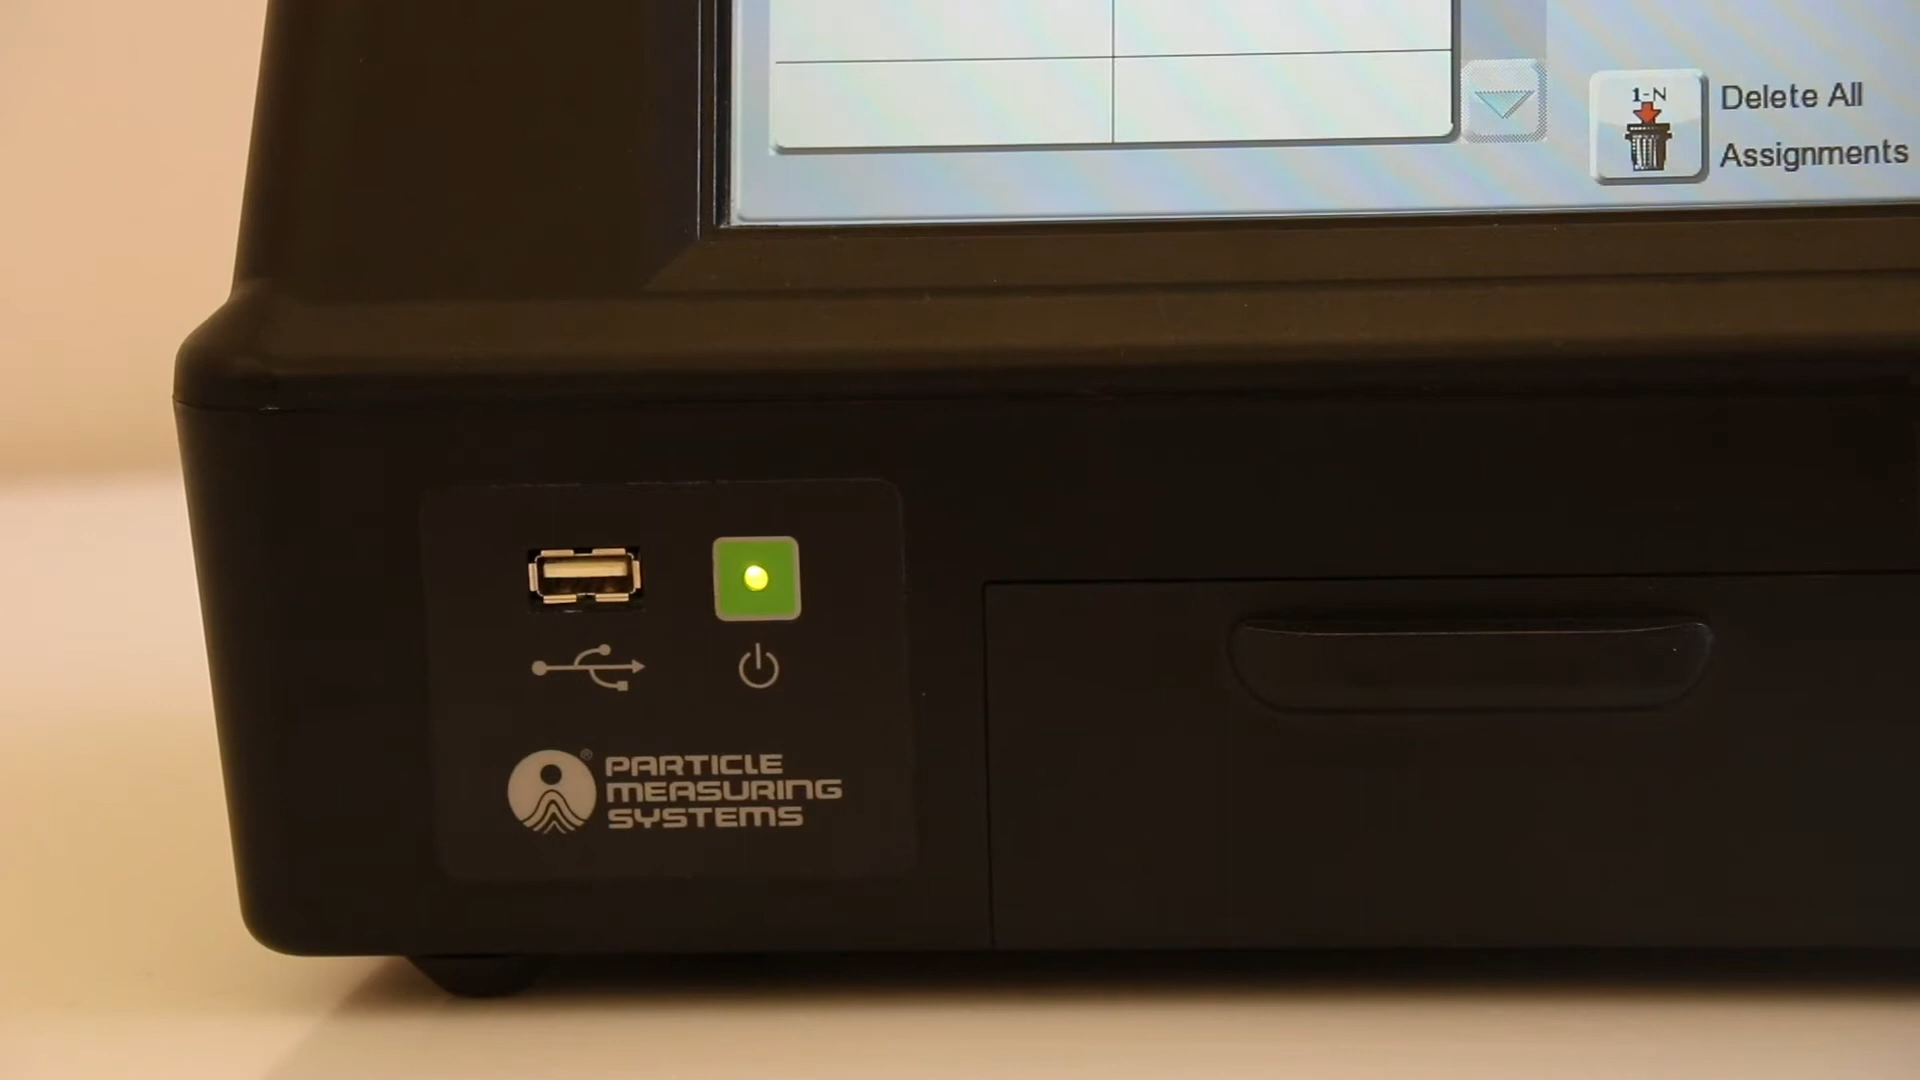 1-N
Delete All
Assignments
PARTICLE
MEASURING
SYSTEMS
®